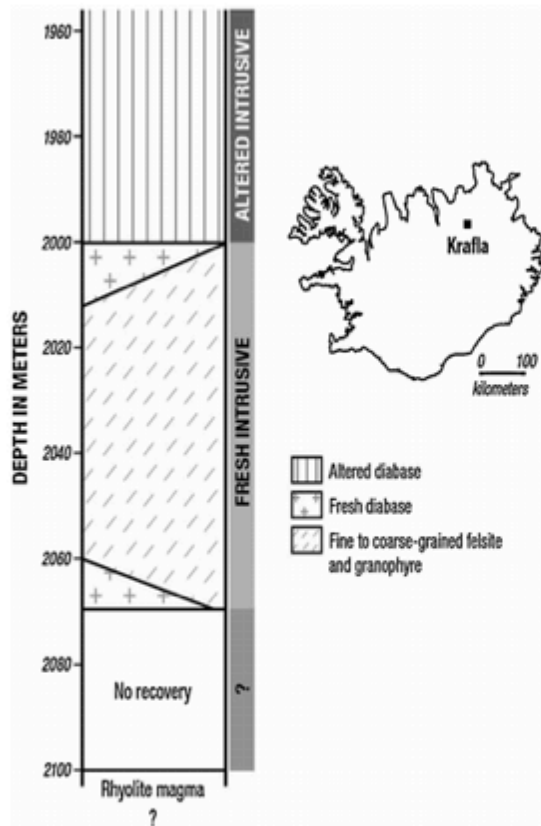 DEPTH IN METERS
1960
1980
2000
2020
2040
2060
2080
2100
ALTERED INTRUSIVE
FRESH INTRUSIVE
?
No recovery
Rhyolite magma
?
Krafla
0 100
kilometers
Altered diabase
Fresh diabase
Fine to coarse-grained felsite
and granophyre